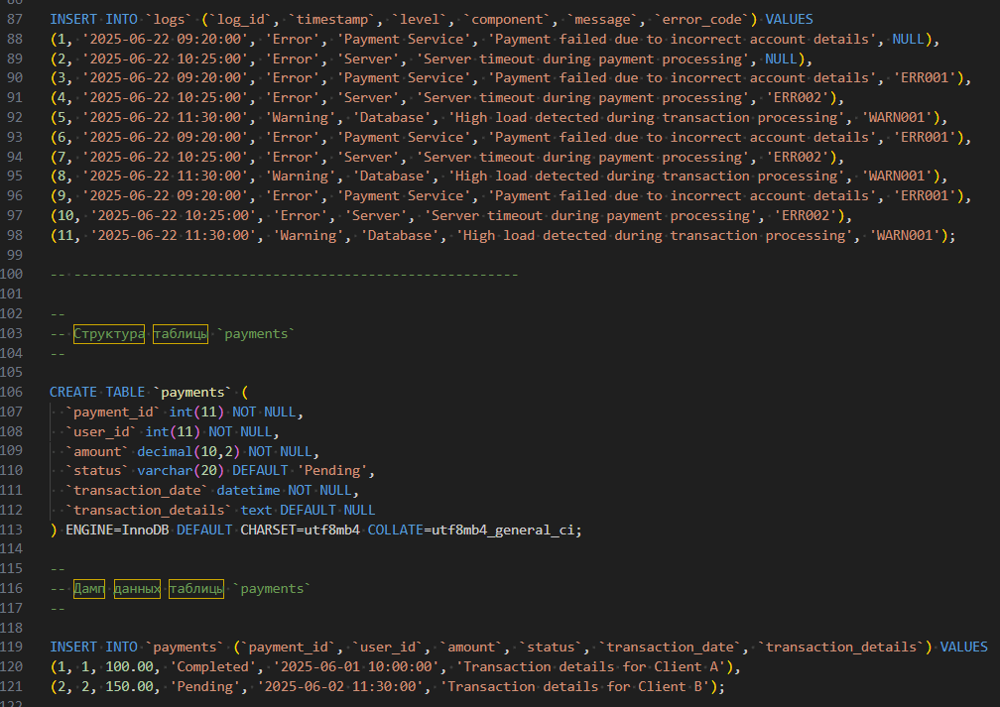 87 INSERT INTO `logs` (`log_id`, `timestamp`, `level`, `component`, `message`, `error_code`) VALUES
88 (1, '2025-06-22 09:20:00', 'Error', 'Payment Service', 'Payment failed due to incorrect account details', NULL),
89 (2, '2025-06-22 10:25:00', 'Error', 'Server', 'Server timeout during payment processing', NULL),
90 (3, '2025-06-22 09:20:00', 'Error', 'Payment Service', 'Payment failed due to incorrect account details', 'ERR001'),
91 (4, '2025-06-22 10:25:00', 'Error', 'Server', 'Server timeout during payment processing', 'ERR002'),
92 (5, '2025-06-22 11:30:00', 'Warning', 'Database', 'High load detected during transaction processing', 'WARN001'),
93 (6, '2025-06-22 09:20:00', 'Error', 'Payment Service', 'Payment failed due to incorrect account details', 'ERR001'),
94 (7, '2025-06-22 10:25:00', 'Error', 'Server', 'Server timeout during payment processing', 'ERR002'),
95 (8, '2025-06-22 11:30:00', 'Warning', 'Database', 'High load detected during transaction processing', 'WARN001'),
96 (9, '2025-06-22 09:20:00', 'Error', 'Payment Service', 'Payment failed due to incorrect account details', 'ERR001'),
97 (10, '2025-06-22 10:25:00', 'Error', 'Server', 'Server timeout during payment processing', 'ERR002'),
98 (11, '2025-06-22 11:30:00', 'Warning', 'Database', 'High load detected during transaction processing', 'WARN001');
99
100 -- --------------------------------------------------------
101
102 --
103 -- Структура таблицы `payments`
104 --
105
106 CREATE TABLE `payments` (
107 `payment_id` int(11) NOT NULL,
108 `user_id` int(11) NOT NULL,
109 `amount` decimal(10,2) NOT NULL,
110 `status` varchar(20) DEFAULT 'Pending',
111 `transaction_date` datetime NOT NULL,
112 `transaction_details` text DEFAULT NULL
113 ) ENGINE=InnoDB DEFAULT CHARSET=utf8mb4 COLLATE=utf8mb4_general_ci;
114
115 --
116 -- Дамп данных таблицы `payments`
117 --
118
119 INSERT INTO `payments` (`payment_id`, `user_id`, `amount`, `status`, `transaction_date`, `transaction_details`) VALUES
120 (1, 1, 100.00, 'Completed', '2025-06-01 10:00:00', 'Transaction details for Client A'),
121 (2, 2, 150.00, 'Pending', '2025-06-02 11:30:00', 'Transaction details for Client B');